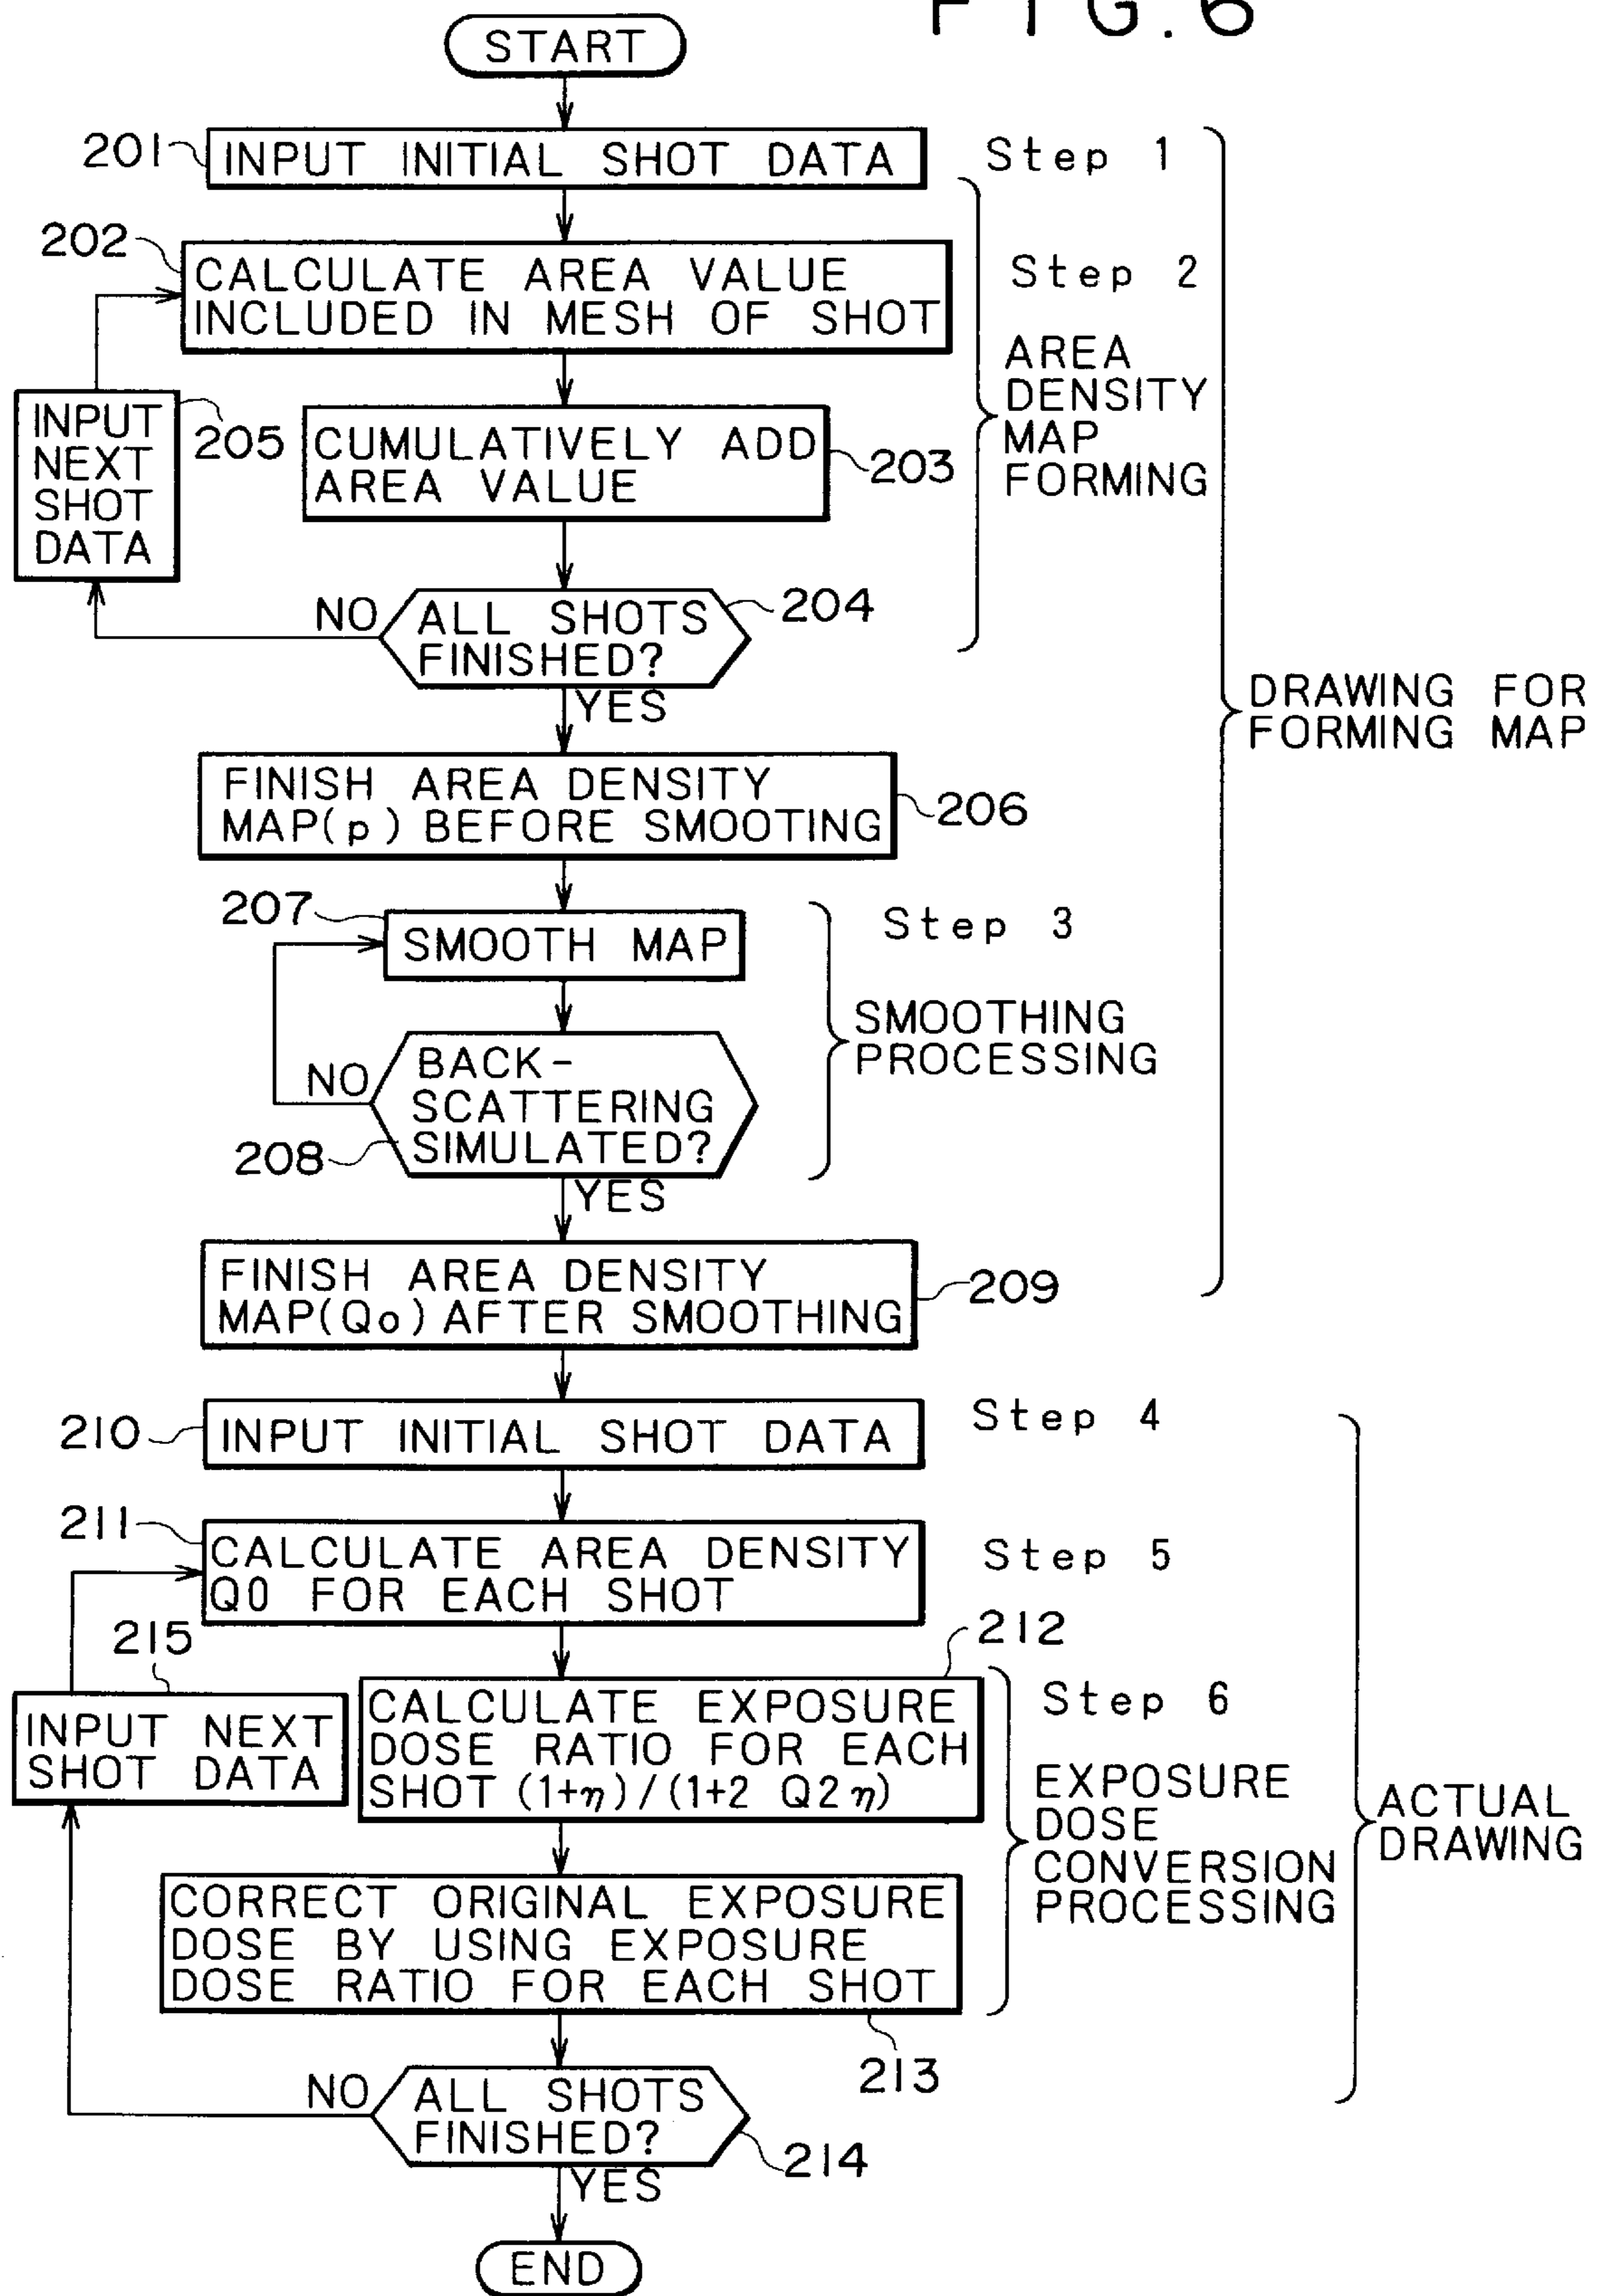 FIG.6
START
201
INPUT INITIAL SHOT DATA
Step 1
202
CALCULATE AREA VALUE
INCLUDED IN MESH OF SHOT
Step 2
AREA
DENSITY
MAP
FORMING
INPUT
NEXT
SHOT
DATA
205
CUMULATIVELY ADD
AREA VALUE
203
NO
ALL SHOTS
FINISHED?
204
YES
DRAWING FOR
FORMING MAP
FINISH AREA DENSITY
MAP(p) BEFORE SMOOTING
206
207
SMOOTH MAP
Step 3
SMOOTHING
PROCESSING
NO
BACK-
SCATTERING
SIMULATED?
208
YES
FINISH AREA DENSITY
MAP(Qo) AFTER SMOOTHING
209
210
INPUT INITIAL SHOT DATA
Step 4
211
CALCULATE AREA DENSITY
Q0 FOR EACH SHOT
Step 5
215
INPUT NEXT
SHOT DATA
212
CALCULATE EXPOSURE
DOSE RATIO FOR EACH
SHOT (1+η)/(1+2 Q2η)
Step 6
EXPOSURE
DOSE
CONVERSION
PROCESSING
ACTUAL
DRAWING
CORRECT ORIGINAL EXPOSURE
DOSE BY USING EXPOSURE
DOSE RATIO FOR EACH SHOT
213
NO
ALL SHOTS
FINISHED?
214
YES
END